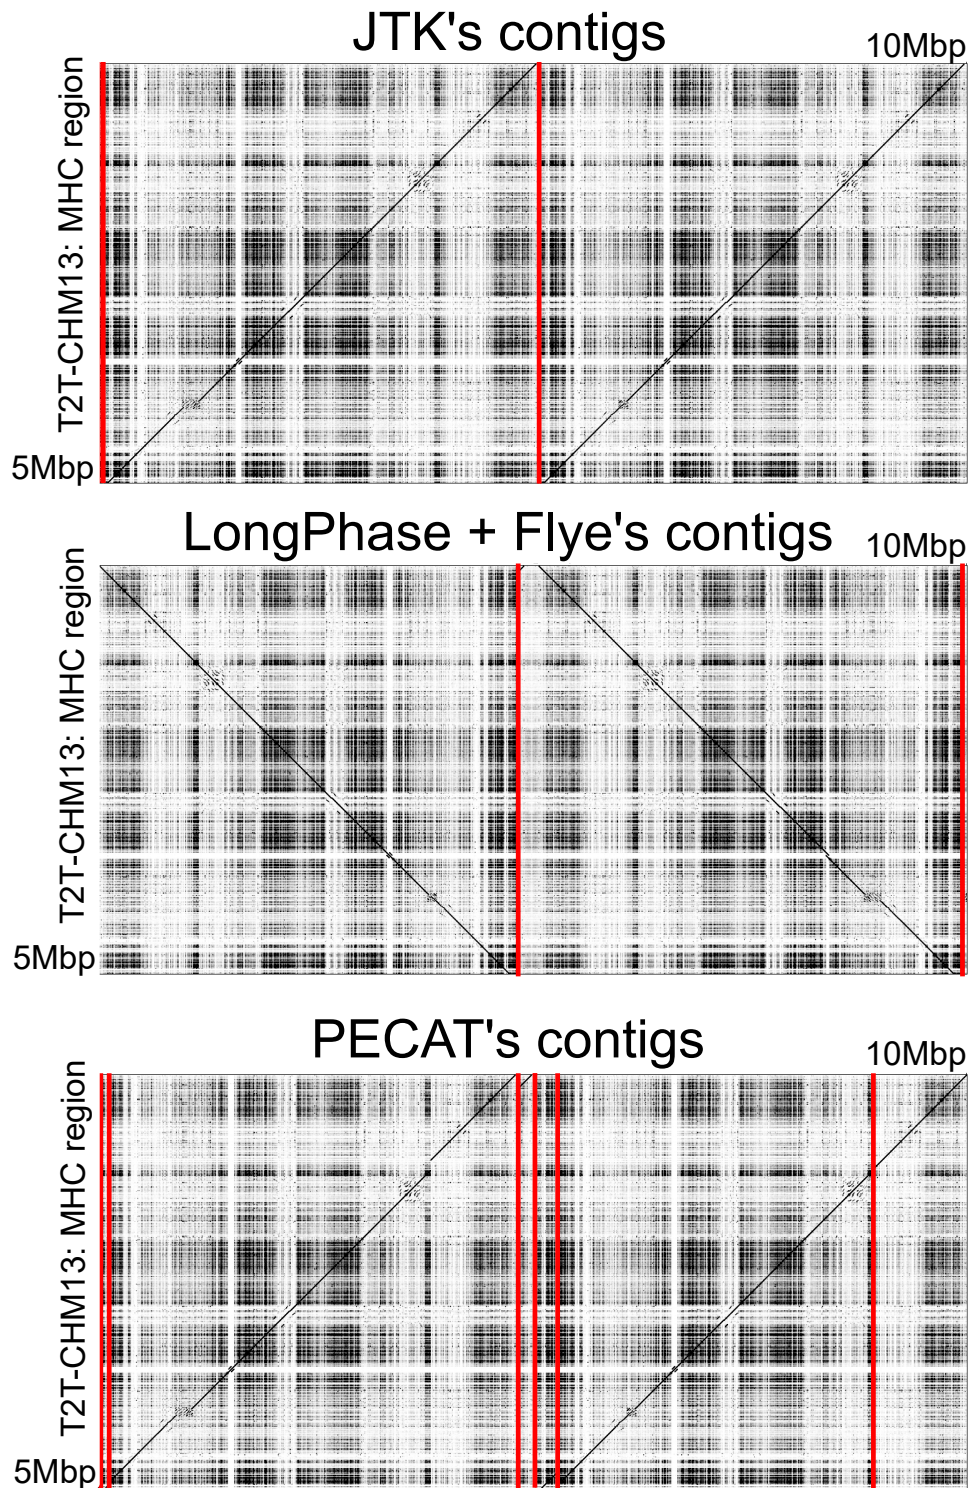 JTK's contigs
10Mbp
T2T-CHM13: MHC region
5Mbp
LongPhase + Flye's contigs
10Mbp
T2T-CHM13: MHC region
5Mbp
PECAT's contigs
10Mbp
T2T-CHM13: MHC region
5Mbp